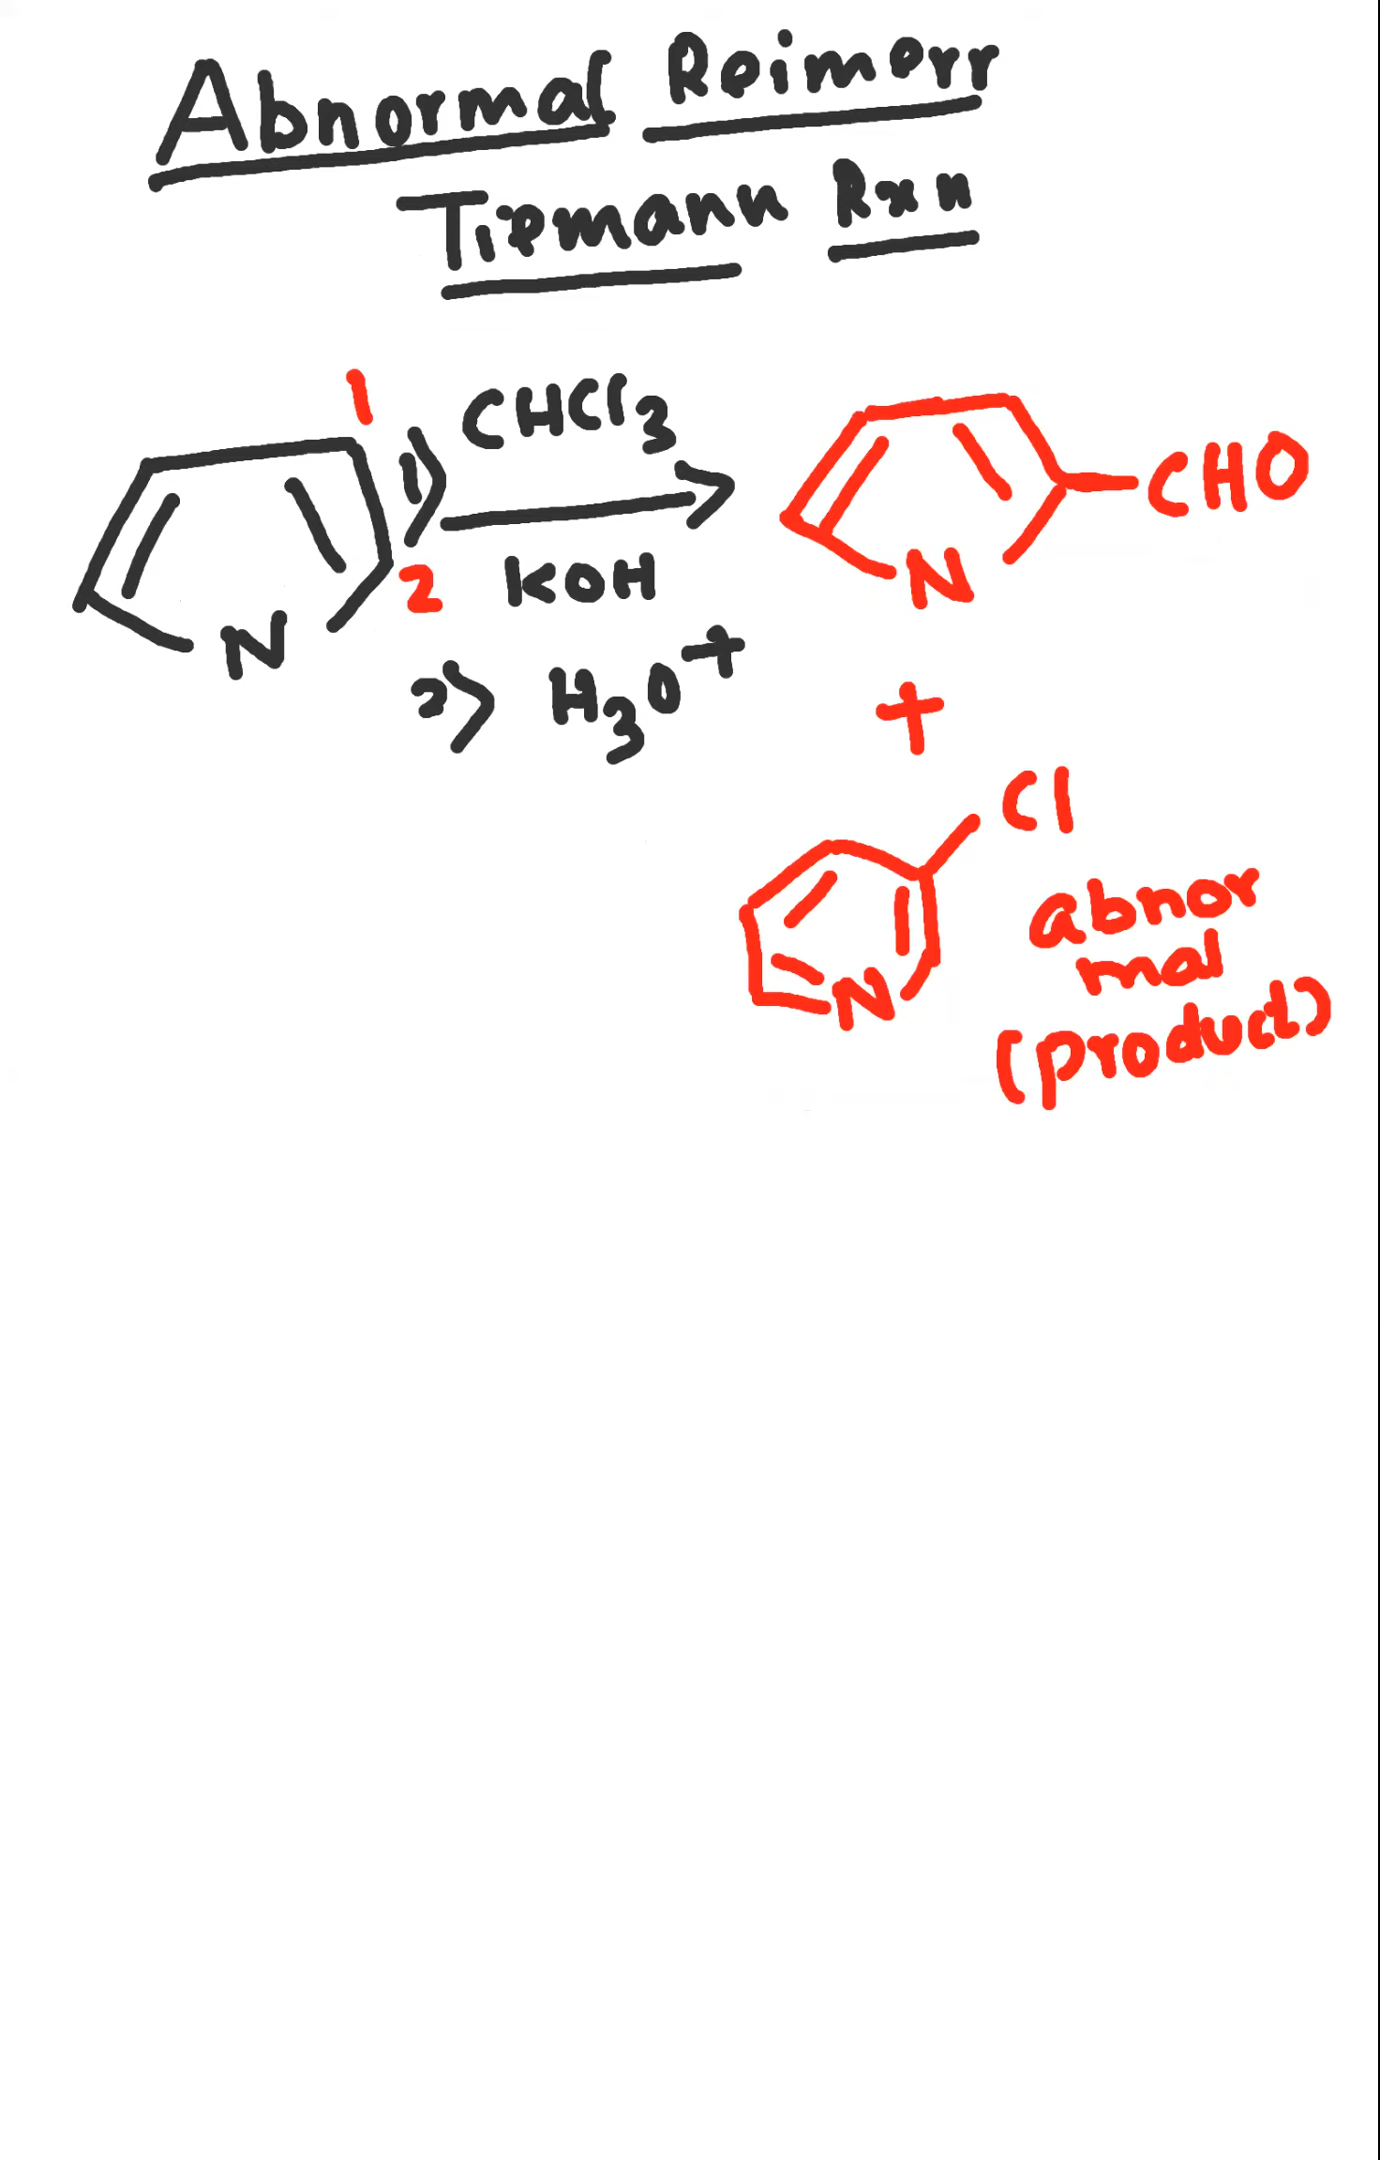 Abnormal Reimerr
Tiemann Rxn
1
1) CHCl3
2
KOH
2) H3O+
N
CHO
N
+
Cl
N
abnor
mal
(product)